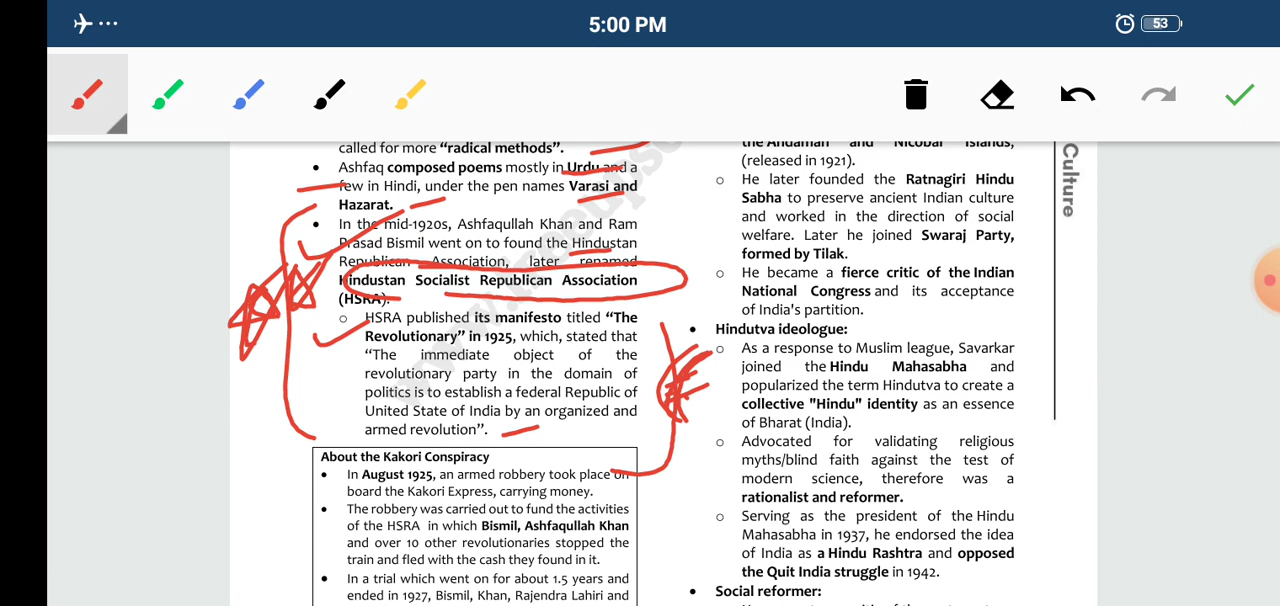 5:00 PM
53
called for more “radical methods”.
• Ashfaq composed poems mostly in Urdu and a
few in Hindi, under the pen names Varasi and
Hazarat.
• In the mid-1920s, Ashfaqullah Khan and Ram
Prasad Bismil went on to found the Hindustan
Republican Association, later renamed
Hindustan Socialist Republican Association
(HSRA).
o HSRA published its manifesto titled “The
Revolutionary” in 1925, which, stated that
“The immediate object of the
revolutionary party in the domain of
politics is to establish a federal Republic of
United State of India by an organized and
armed revolution”.
About the Kakori Conspiracy
• In August 1925, an armed robbery took place on
board the Kakori Express, carrying money.
• The robbery was carried out to fund the activities
of the HSRA in which Bismil, Ashfaqullah Khan
and over 10 other revolutionaries stopped the
train and fled with the cash they found in it.
• In a trial which went on for about 1.5 years and
ended in 1927, Bismil, Khan, Rajendra Lahiri and
the Andaman and Nicobar Islands,
(released in 1921).
o He later founded the Ratnagiri Hindu
Sabha to preserve ancient Indian culture
and worked in the direction of social
welfare. Later he joined Swaraj Party,
formed by Tilak.
o He became a fierce critic of the Indian
National Congress and its acceptance
of India's partition.
• Hindutva ideologue:
o As a response to Muslim league, Savarkar
joined the Hindu Mahasabha and
popularized the term Hindutva to create a
collective "Hindu" identity as an essence
of Bharat (India).
o Advocated for validating religious
myths/blind faith against the test of
modern science, therefore was a
rationalist and reformer.
o Serving as the president of the Hindu
Mahasabha in 1937, he endorsed the idea
of India as a Hindu Rashtra and opposed
the Quit India struggle in 1942.
• Social reformer:
Culture